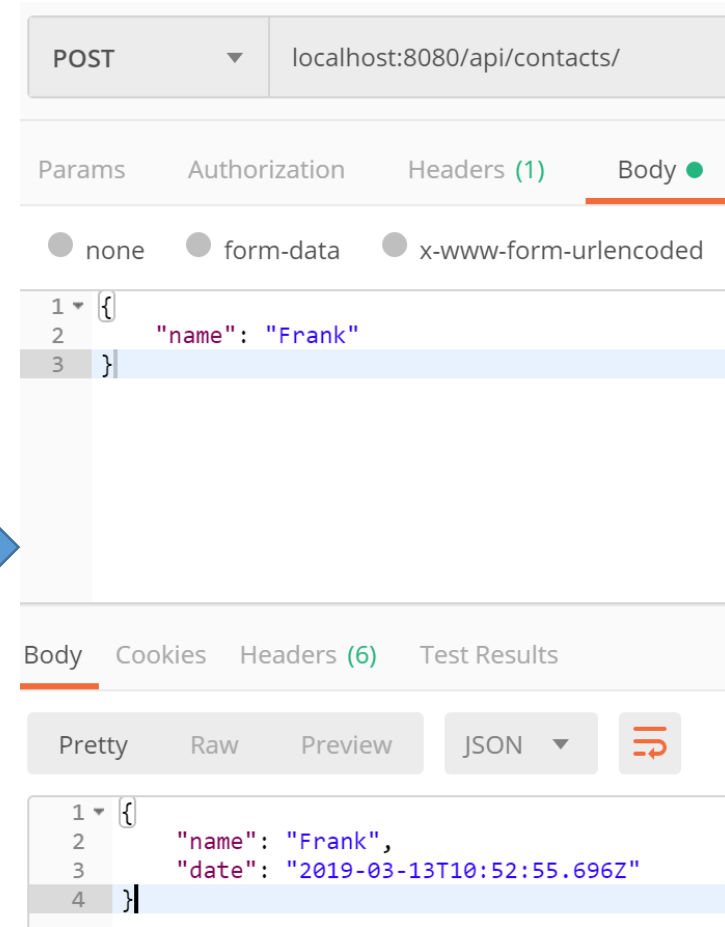 POST localhost:8080/api/contacts/
Params Authorization Headers (1) Body
none form-data x-www-form-urlencoded
1 {
2 "name": "Frank"
3 }
Body Cookies Headers (6) Test Results
Pretty Raw Preview JSON
1 {
2 "name": "Frank",
3 "date": "2019-03-13T10:52:55.696Z"
4 }